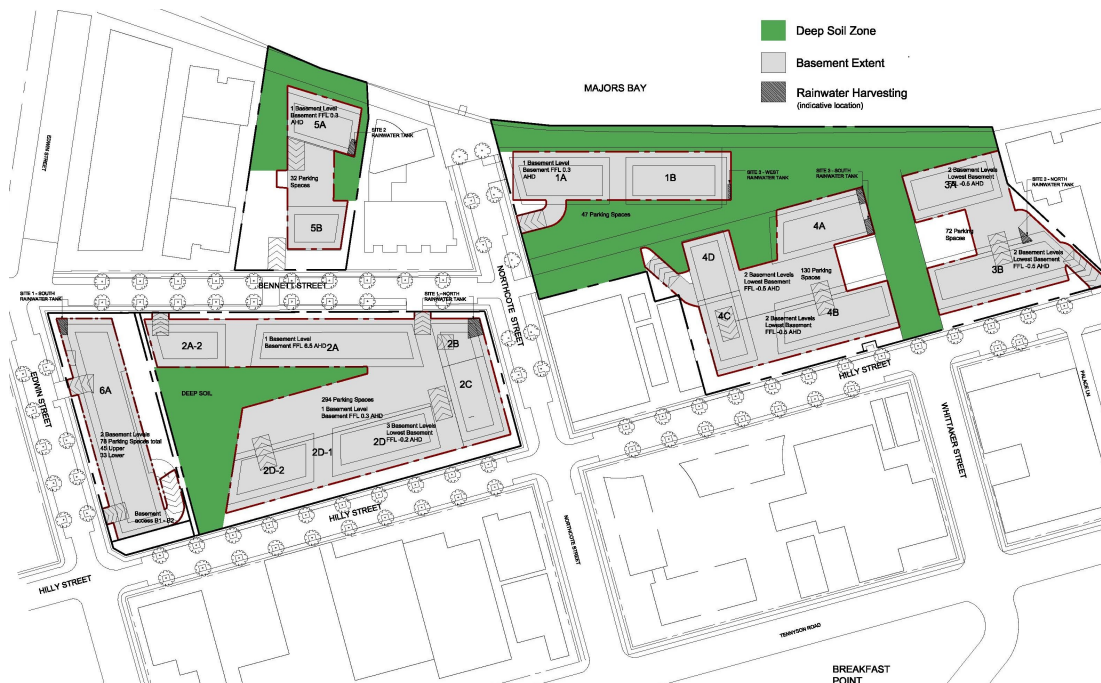 Deep Soil Zone
Basement Extent
Rainwater Harvesting
(indicative location)
MAJORS BAY
EDWIN STREET
1 Basement Level
Basement FFL 0.3
AHD
5A
SITE 2
RAINWATER TANK
32 Parking
Spaces
5B
1 Basement Level
Basement FFL 0.3
AHD
1A
1B
SITE 3 - WEST
RAINWATER TANK
47 Parking Spaces
SITE 3 - SOUTH
RAINWATER TANK
2 Basement Levels
Lowest Basement
FFL -0.5 AHD
3A
SITE 2 - NORTH
RAINWATER TANK
4A
72 Parking
Spaces
4D
2 Basement Levels
Lowest Basement
FFL -0.5 AHD
130 Parking
Spaces
2 Basement Levels
Lowest Basement
FFL -0.5 AHD
3B
4C
2 Basement Levels
Lowest Basement
FFL -0.5 AHD
4B
BENNETT STREET
NORTHCOTE STREET
SITE 1 - SOUTH
RAINWATER TANK
SITE 1 - NORTH
RAINWATER TANK
2A-2
1 Basement Level
Basement FFL 6.5 AHD
2A
2B
HILLY STREET
EDWIN STREET
6A
DEEP SOIL
2C
PALACE LN
294 Parking Spaces
1 Basement Level
Basement FFL 0.3 AHD
WHITTAKER STREET
2 Basement Levels
78 Parking Spaces total
45 Upper
33 Lower
3 Basement Levels
Lowest Basement
FFL -0.2 AHD
2D
2D-1
2D-2
Basement
access B1 - B2
HILLY STREET
NORTHCOTE STREET
HILLY STREET
TENNYSON ROAD
BREAKFAST
POINT